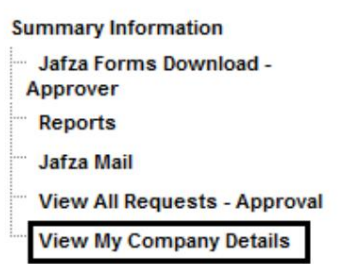 Summary Information
Jafza Forms Download -
Approver
Reports
Jafza Mail
View All Requests - Approval
View My Company Details